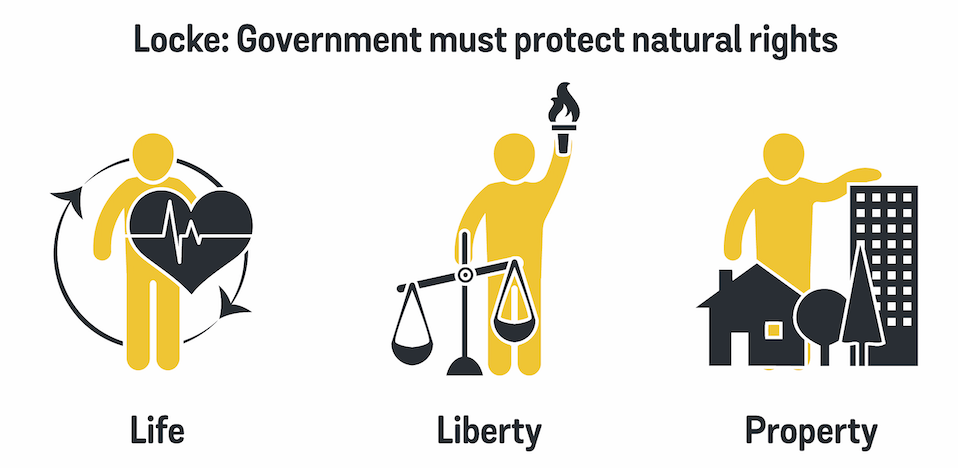 Locke: Government must protect natural rights
Life
Liberty
Property